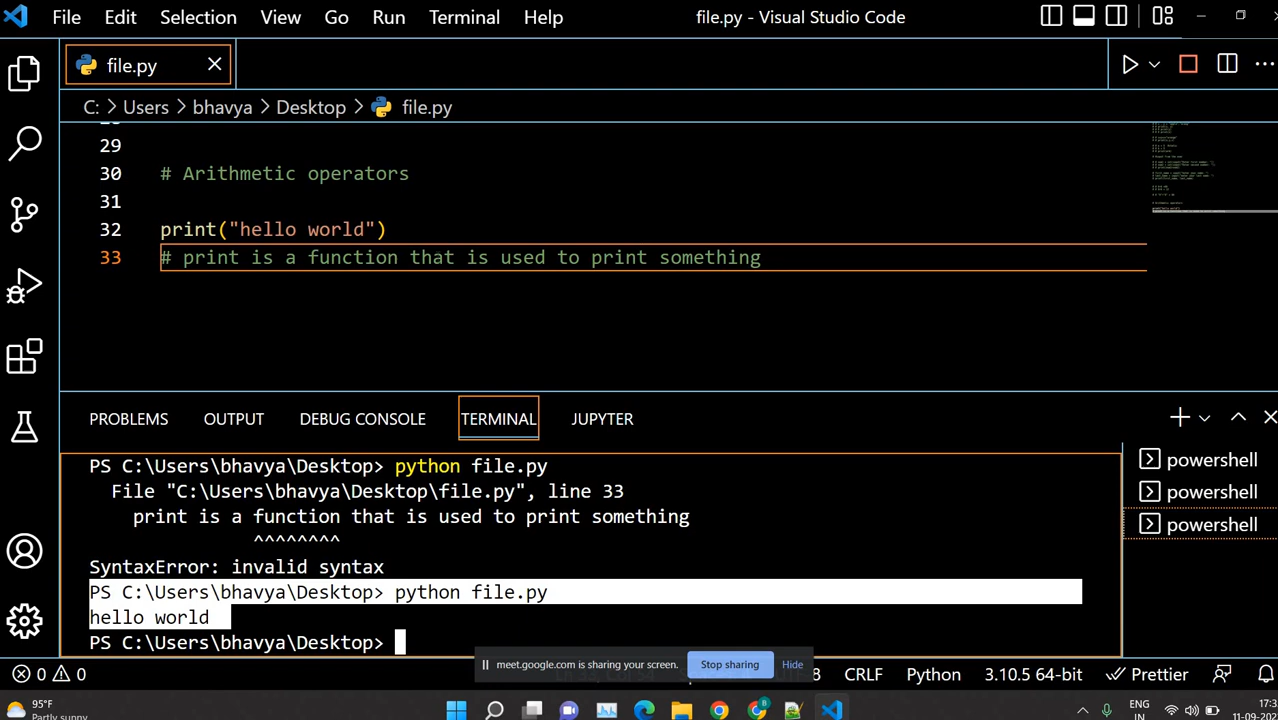 File Edit Selection View Go Run Terminal Help file.py - Visual Studio Code
file.py
C: > Users > bhavya > Desktop > file.py
29
30 # Arithmetic operators
31
32 print("hello world")
33 # print is a function that is used to print something
PROBLEMS OUTPUT DEBUG CONSOLE TERMINAL JUPYTER
PS C:\Users\bhavya\Desktop> python file.py
File "C:\Users\bhavya\Desktop\file.py", line 33
print is a function that is used to print something
^^^^^^^^
SyntaxError: invalid syntax
PS C:\Users\bhavya\Desktop> python file.py
hello world
PS C:\Users\bhavya\Desktop>
powershell
powershell
powershell
meet.google.com is sharing your screen. Stop sharing Hide
0 0 CRLF Python 3.10.5 64-bit Prettier
95°F
Partly sunny
ENG
IN